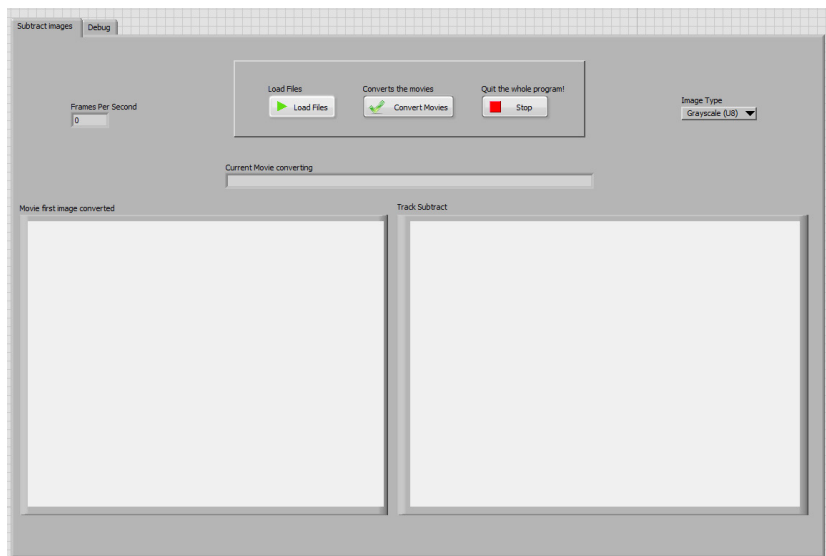 Subtract images Debug
Load Files Converts the movies Quit the whole program!
Load Files Convert Movies Stop
Frames Per Second
0
Image Type
Grayscale (U8)
Current Movie converting
Movie first image converted Track Subtract